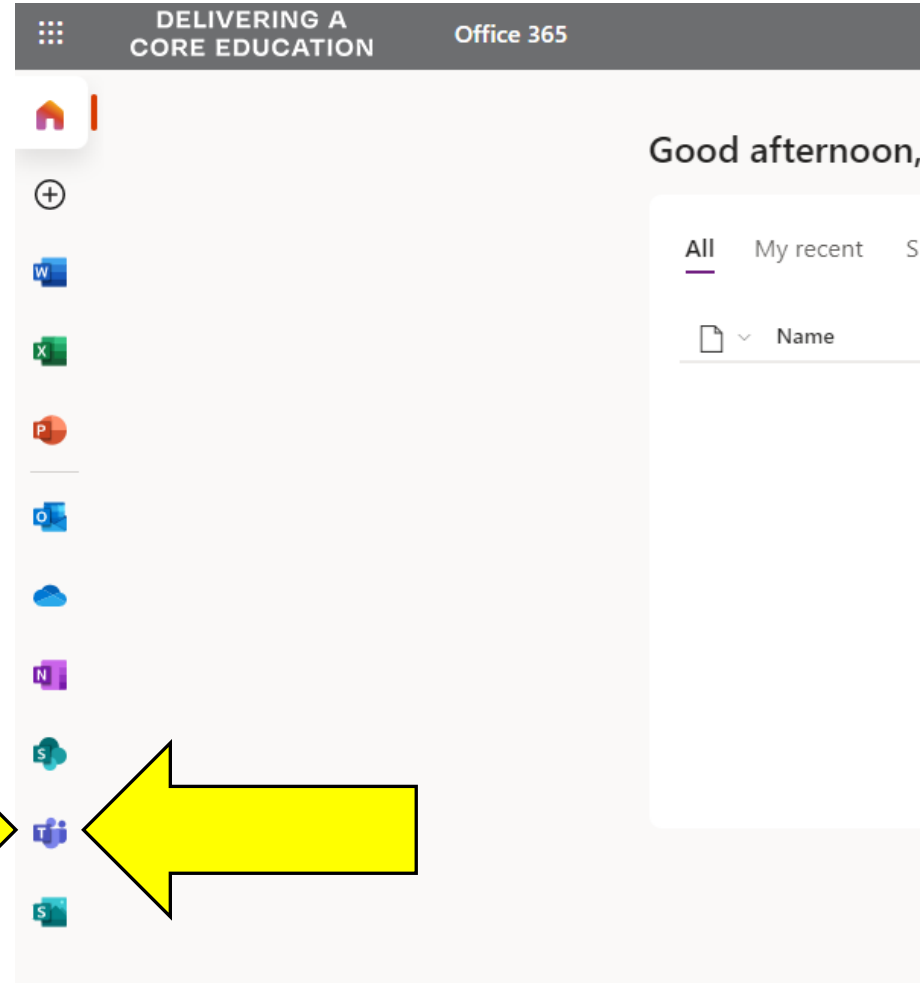 DELIVERING A
CORE EDUCATION
Office 365
Good afternoon,
All My recent S
Name
W
X
P
O
N
S
T
S